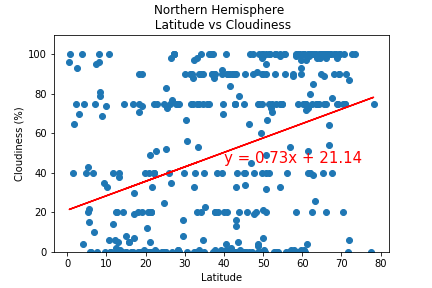 Northern Hemisphere
Latitude vs Cloudiness
100
80
60
40
20
0
Cloudiness (%)
y = 0.73x + 21.14
0 10 20 30 40 50 60 70 80
Latitude